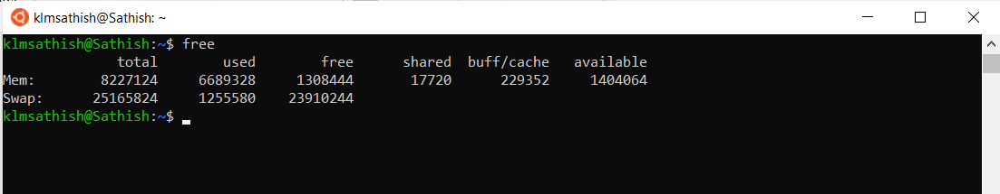 klmsathish@Sathish: ~
klmsathish@Sathish:~$ free
total used free shared buff/cache available
Mem: 8227124 6689328 1308444 17720 229352 1404064
Swap: 25165824 1255580 23910244
klmsathish@Sathish:~$